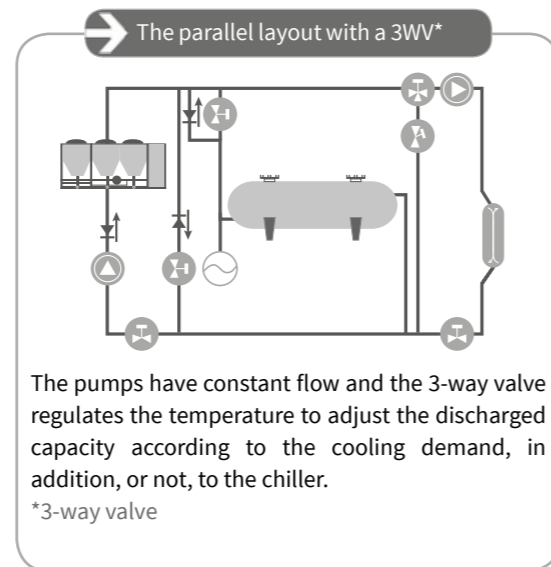 The parallel layout with a 3WV*
The pumps have constant flow and the 3-way valve
regulates the temperature to adjust the discharged
capacity according to the cooling demand, in
addition, or not, to the chiller.
*3-way valve